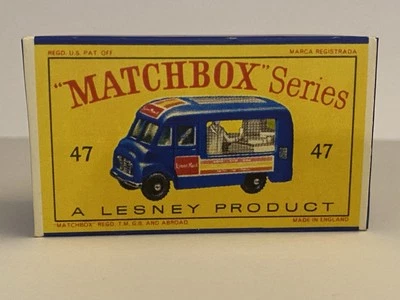 REGD. U.S. PAT. OFF. MARCA REGISTRADA
"MATCHBOX" Series
47 47
A LESNEY PRODUCT
"MATCHBOX" REGD. T.M. G.B. AND ABROAD. MADE IN ENGLAND